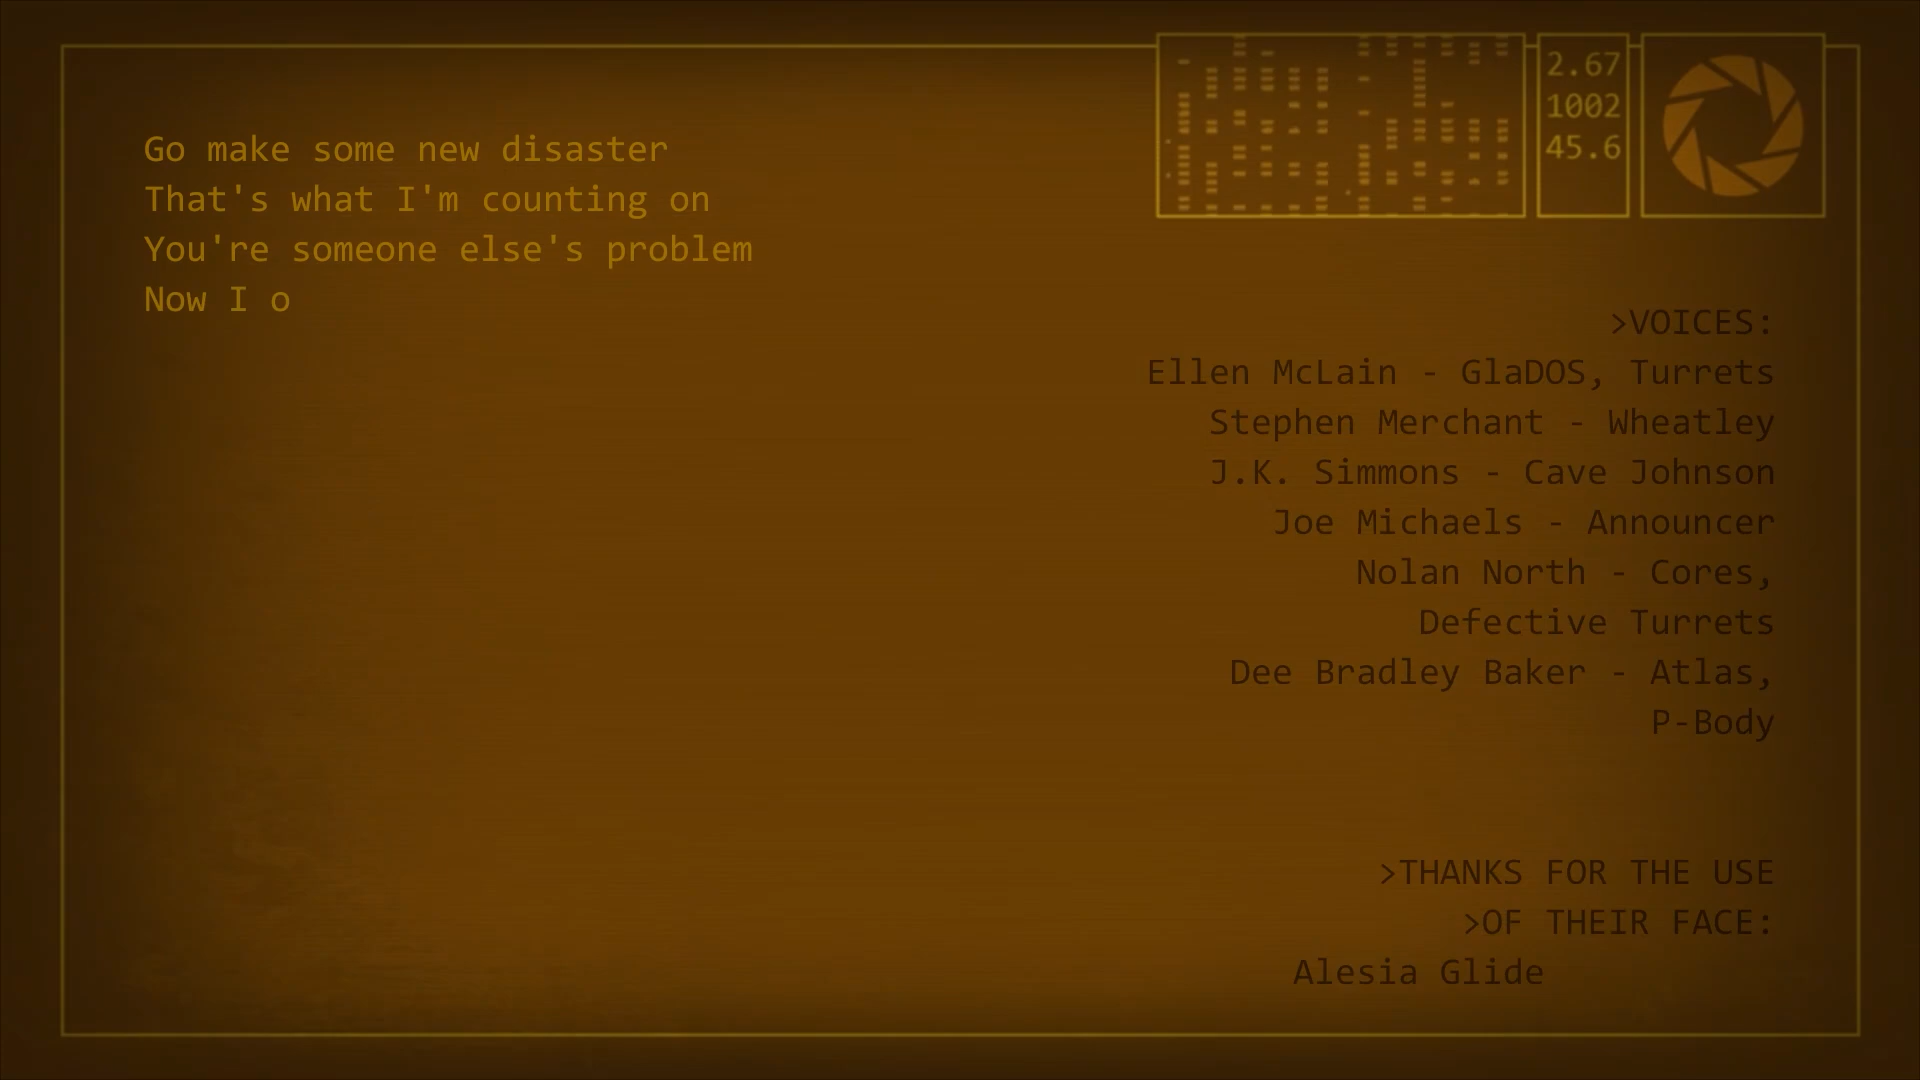 Go make some new disaster
That's what I'm counting on
You're someone else's problem
Now I o
2.67
1002
45.6
>VOICES:
Ellen McLain - GlaDOS, Turrets
Stephen Merchant - Wheatley
J.K. Simmons - Cave Johnson
Joe Michaels - Announcer
Nolan North - Cores,
Defective Turrets
Dee Bradley Baker - Atlas,
P-Body
>THANKS FOR THE USE
>OF THEIR FACE:
Alesia Glide